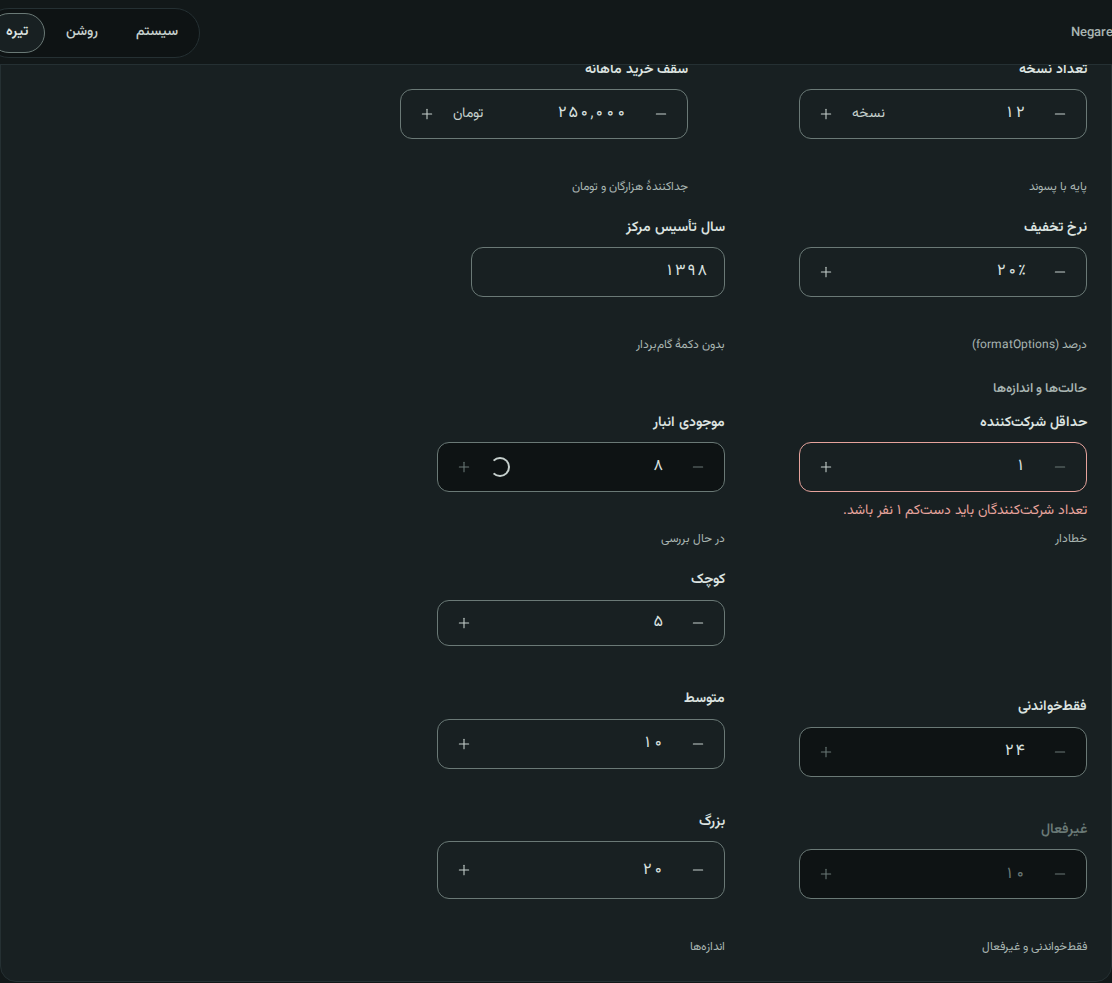 Negare
سیستم
روشن
تیره
تعداد نسخه
سقف خرید ماهانه
۱۲ نسخه
۲۵۰,۰۰۰ تومان
پایه با پسوند
جداکنندهٔ هزارگان و تومان
نرخ تخفیف
سال تأسیس مرکز
۲۰٪
۱۳۹۸
درصد (formatOptions)
بدون دکمهٔ گام‌بردار
حالت‌ها و اندازه‌ها
حداقل شرکت‌کننده
موجودی انبار
۱
۸
تعداد شرکت‌کنندگان باید دست‌کم ۱ نفر باشد.
خطادار
در حال بررسی
کوچک
۵
فقط‌خواندنی
متوسط
۲۴
۱۰
غیرفعال
بزرگ
۱۰
۲۰
فقط‌خواندنی و غیرفعال
اندازه‌ها